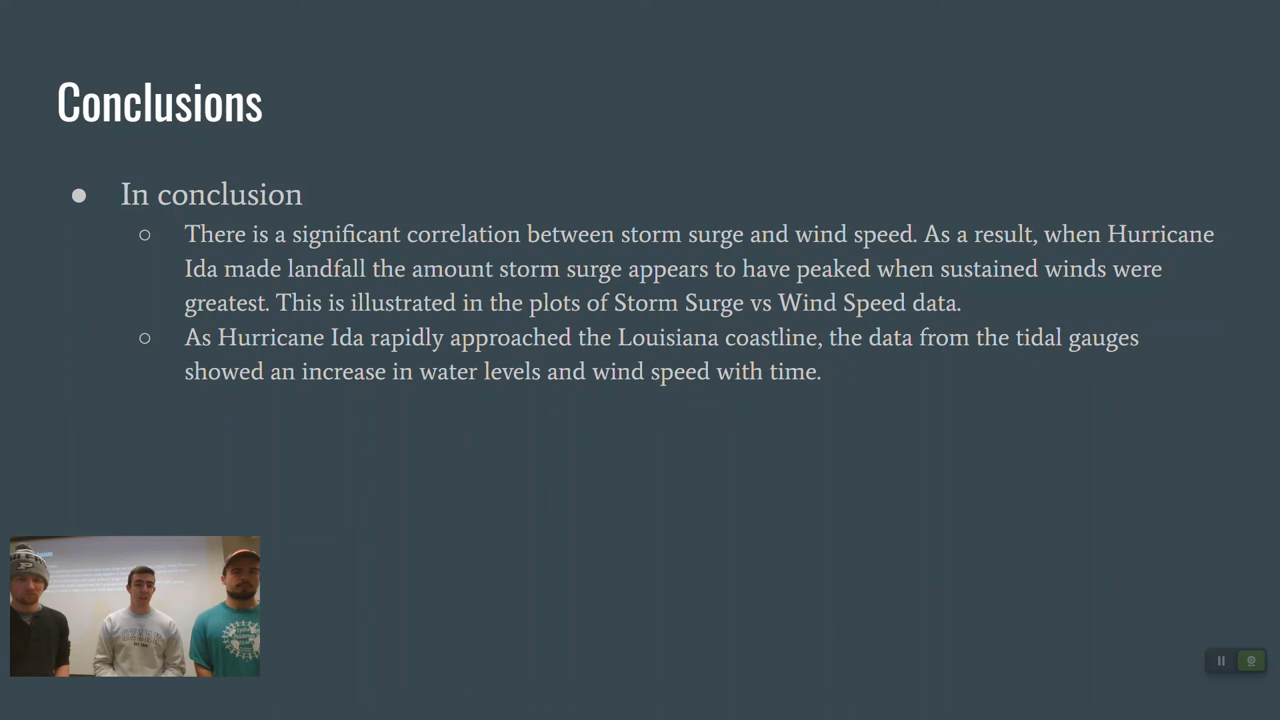 Conclusions
● In conclusion
○ There is a significant correlation between storm surge and wind speed. As a result, when Hurricane
Ida made landfall the amount storm surge appears to have peaked when sustained winds were
greatest. This is illustrated in the plots of Storm Surge vs Wind Speed data.
○ As Hurricane Ida rapidly approached the Louisiana coastline, the data from the tidal gauges
showed an increase in water levels and wind speed with time.